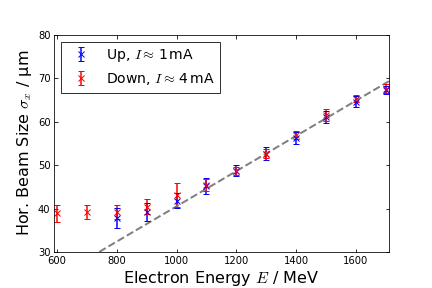 80
70
60
50
40
30
Hor. Beam Size σₓ / μm
Up, I ≈ 1 mA
Down, I ≈ 4 mA
600 800 1000 1200 1400 1600
Electron Energy E / MeV